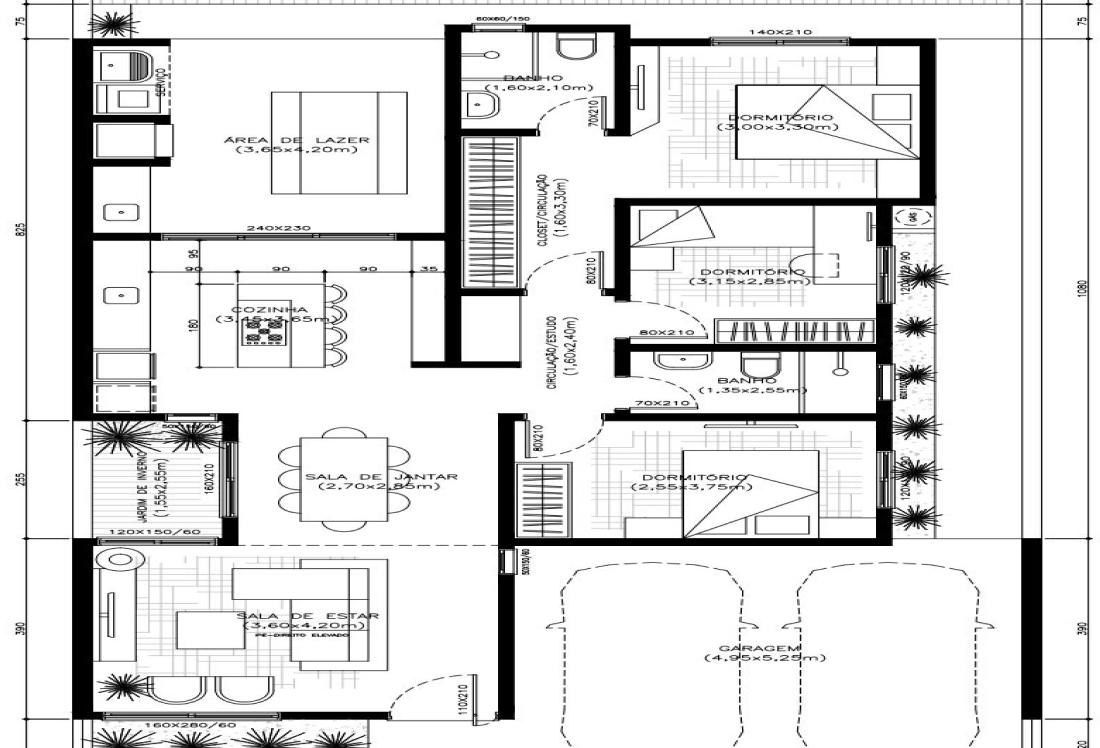 75
60X60/150
140X210
75
SERVIÇO
BANHO
(1,60x2,10m)
70X210
DORMITÓRIO
(3,00x3,30m)
ÁREA DE LAZER
(3,65x4,20m)
CLOSET/CIRCULAÇÃO
(1,60x3,30m)
GÁS
825
240X230
95
90
90
90
35
80X210
DORMITÓRIO
(3,15x2,85m)
1080
COZINHA
(3,45x3,65m)
180
CIRCULAÇÃO/ESTUDO
(1,60x2,40m)
80X210
BANHO
(1,35x2,55m)
70X210
80X210
JARDIM DE INVERNO
(1,55x2,55m)
160X210
255
SALA DE JANTAR
(2,70x2,85m)
DORMITÓRIO
(2,55x3,75m)
120X150/60
50X150/60
SALA DE ESTAR
(3,60x4,20m)
PÉ-DIREITO ELEVADO
390
390
GARAGEM
(4,95x5,25m)
110X210
160X280/60